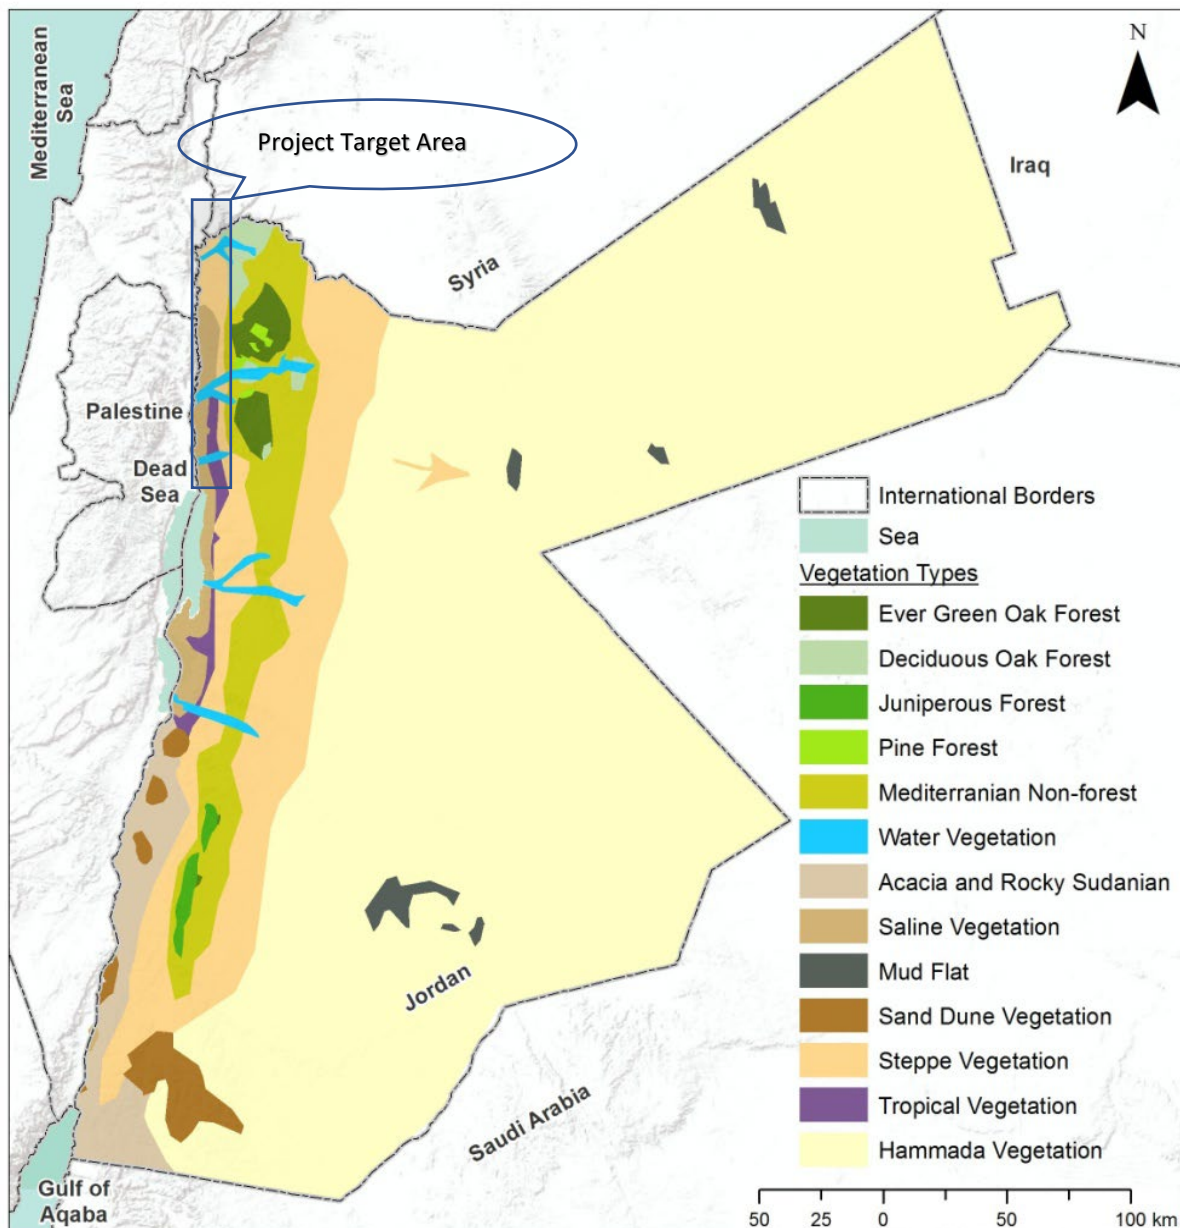 N
Mediterranean
Sea
Project Target Area
Iraq
Syria
Palestine
Dead
Sea
Jordan
Saudi Arabia
Gulf of
Aqaba
International Borders
Sea
Vegetation Types
Ever Green Oak Forest
Deciduous Oak Forest
Juniperous Forest
Pine Forest
Mediterranian Non-forest
Water Vegetation
Acacia and Rocky Sudanian
Saline Vegetation
Mud Flat
Sand Dune Vegetation
Steppe Vegetation
Tropical Vegetation
Hammada Vegetation
50 25 0 50 100 km